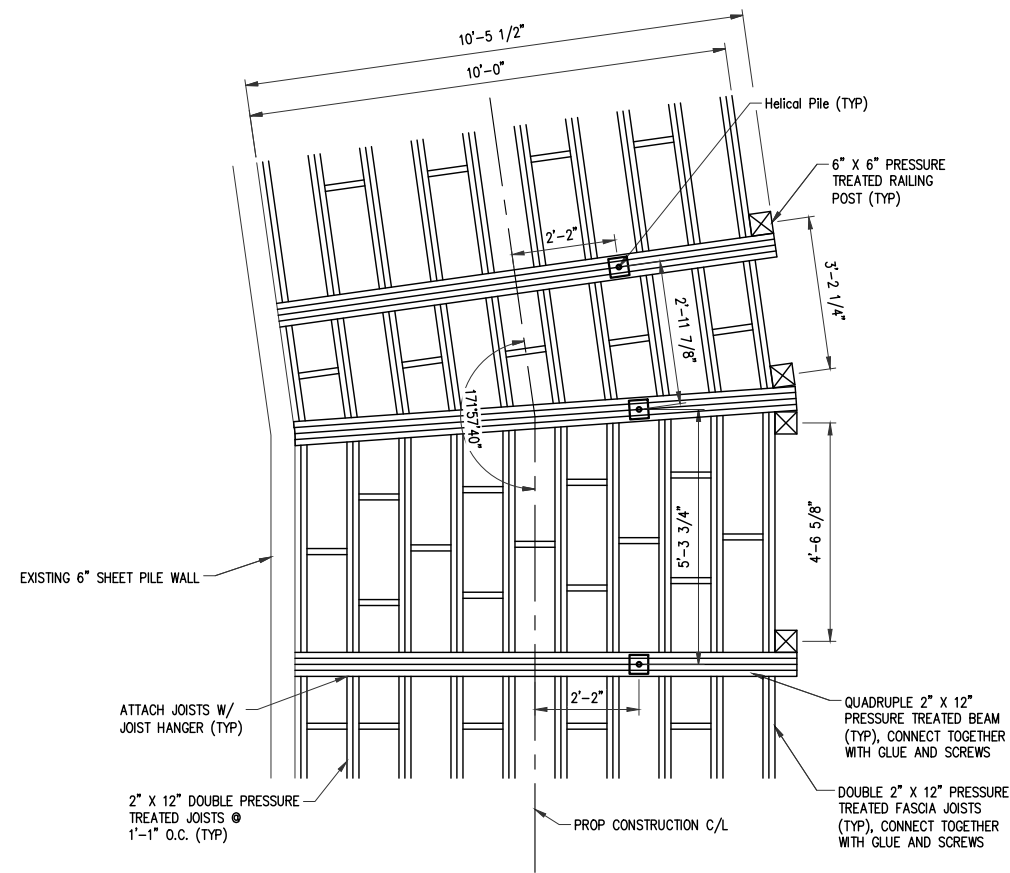 10'-5 1/2"
10'-0"
Helical Pile (TYP)
6" X 6" PRESSURE
TREATED RAILING
POST (TYP)
2'-2"
3'-2 1/4"
2'-11 7/8"
171°57'40"
5'-3 3/4"
4'-6 5/8"
EXISTING 6" SHEET PILE WALL
2'-2"
ATTACH JOISTS W/
JOIST HANGER (TYP)
QUADRUPLE 2" X 12"
PRESSURE TREATED BEAM
(TYP), CONNECT TOGETHER
WITH GLUE AND SCREWS
2" X 12" DOUBLE PRESSURE
TREATED JOISTS @
1'-1" O.C. (TYP)
PROP CONSTRUCTION C/L
DOUBLE 2" X 12" PRESSURE
TREATED FASCIA JOISTS
(TYP), CONNECT TOGETHER
WITH GLUE AND SCREWS